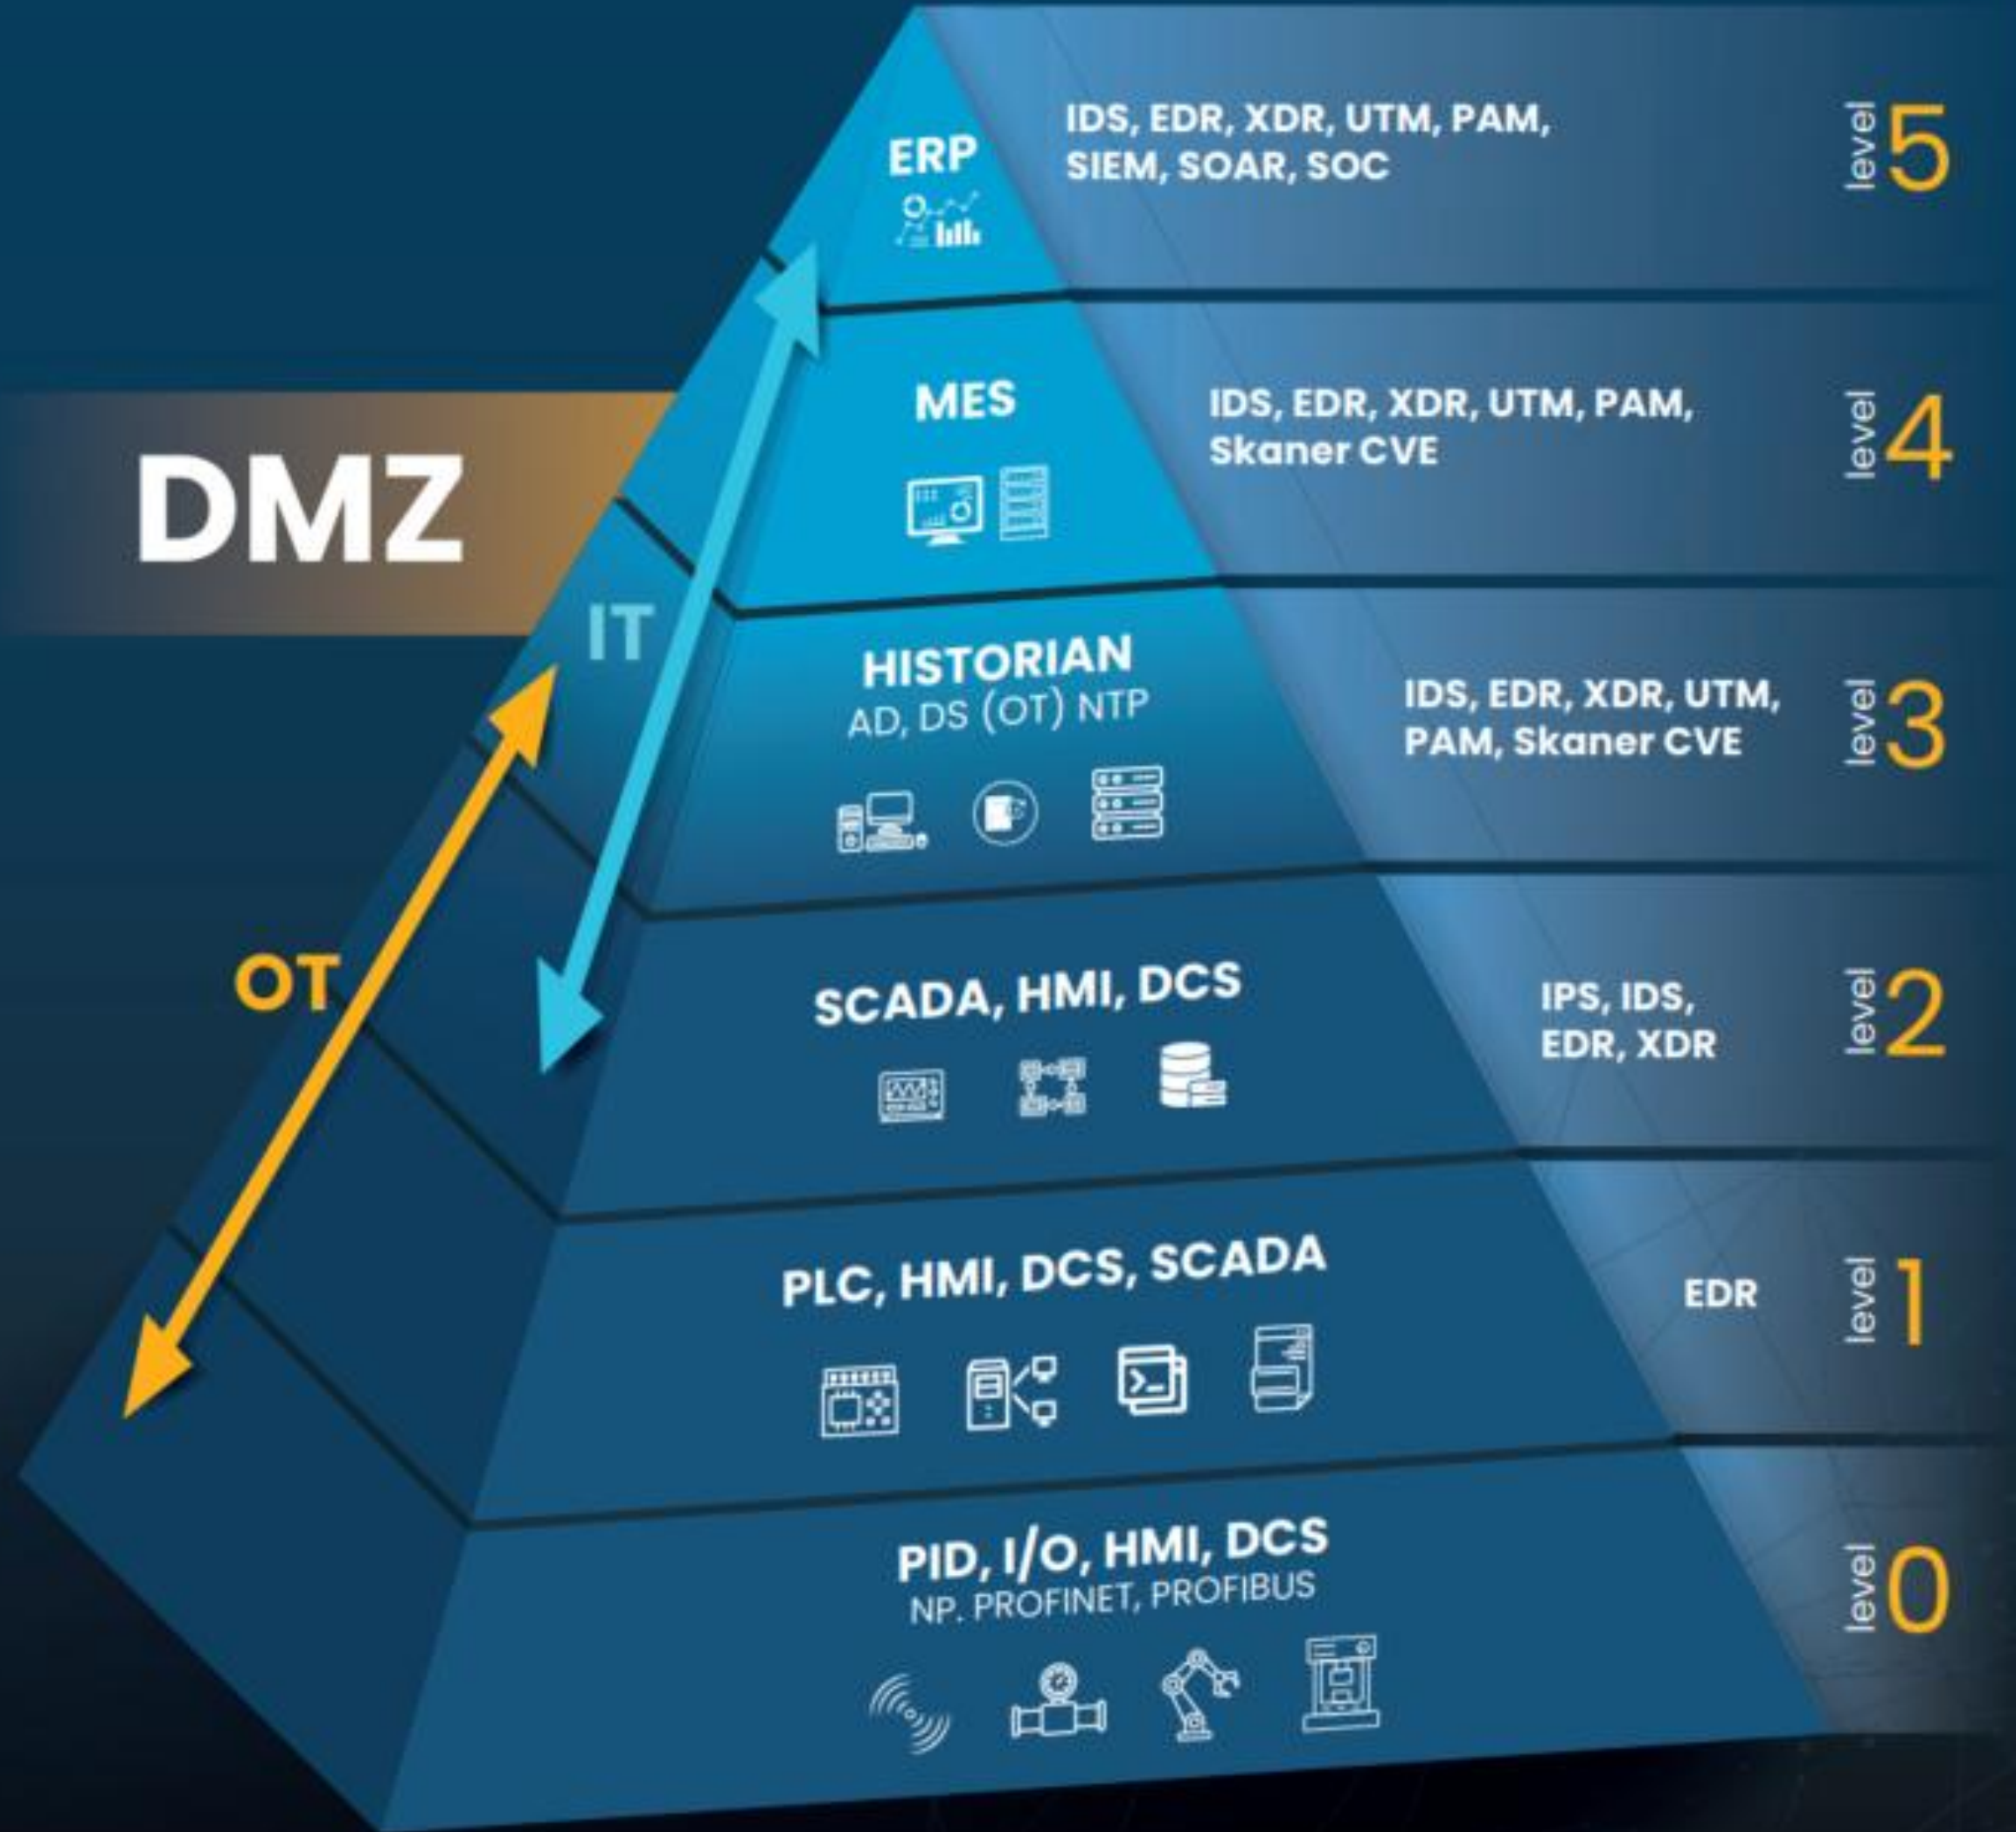 ERP
IDS, EDR, XDR, UTM, PAM,
SIEM, SOAR, SOC
level 5
MES
IDS, EDR, XDR, UTM, PAM,
Skaner CVE
level 4
DMZ
IT
HISTORIAN
AD, DS (OT) NTP
IDS, EDR, XDR, UTM,
PAM, Skaner CVE
level 3
OT
SCADA, HMI, DCS
IPS, IDS,
EDR, XDR
level 2
PLC, HMI, DCS, SCADA
EDR
level 1
PID, I/O, HMI, DCS
NP. PROFINET, PROFIBUS
level 0